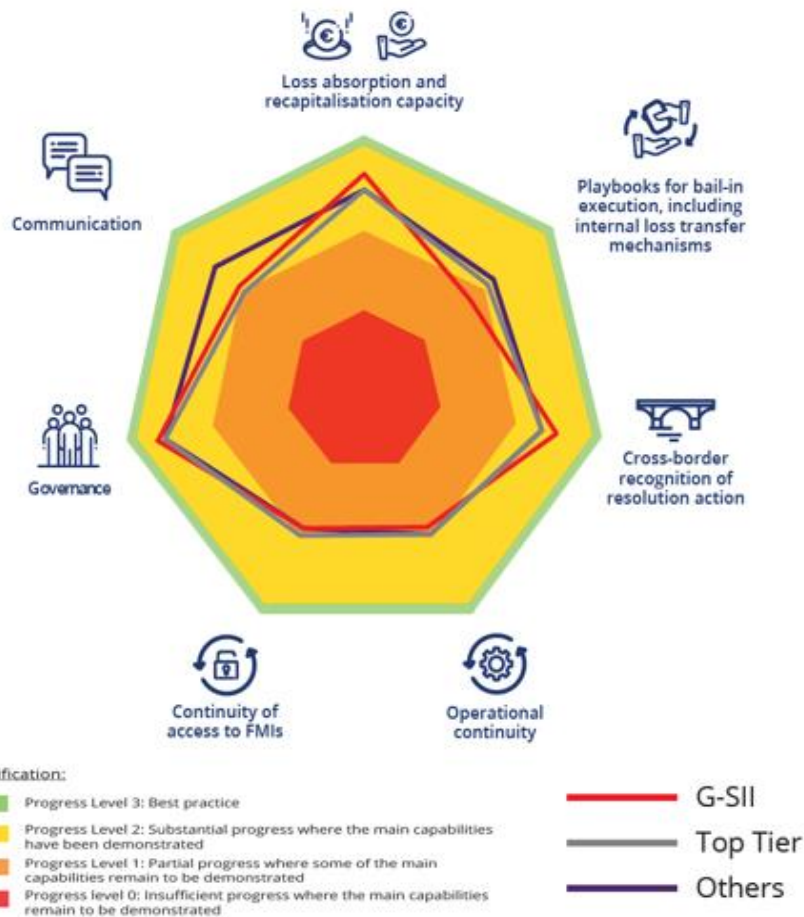 Loss absorption and
recapitalisation capacity
Communication
Playbooks for bail-in
execution, including
internal loss transfer
mechanisms
Governance
Cross-border
recognition of
resolution action
Continuity of
access to FMIs
Operational
continuity
ification:
Progress Level 3: Best practice
Progress Level 2: Substantial progress where the main capabilities
have been demonstrated
Progress Level 1: Partial progress where some of the main
capabilities remain to be demonstrated
Progress level 0: Insufficient progress where the main capabilities
remain to be demonstrated
G-SII
Top Tier
Others